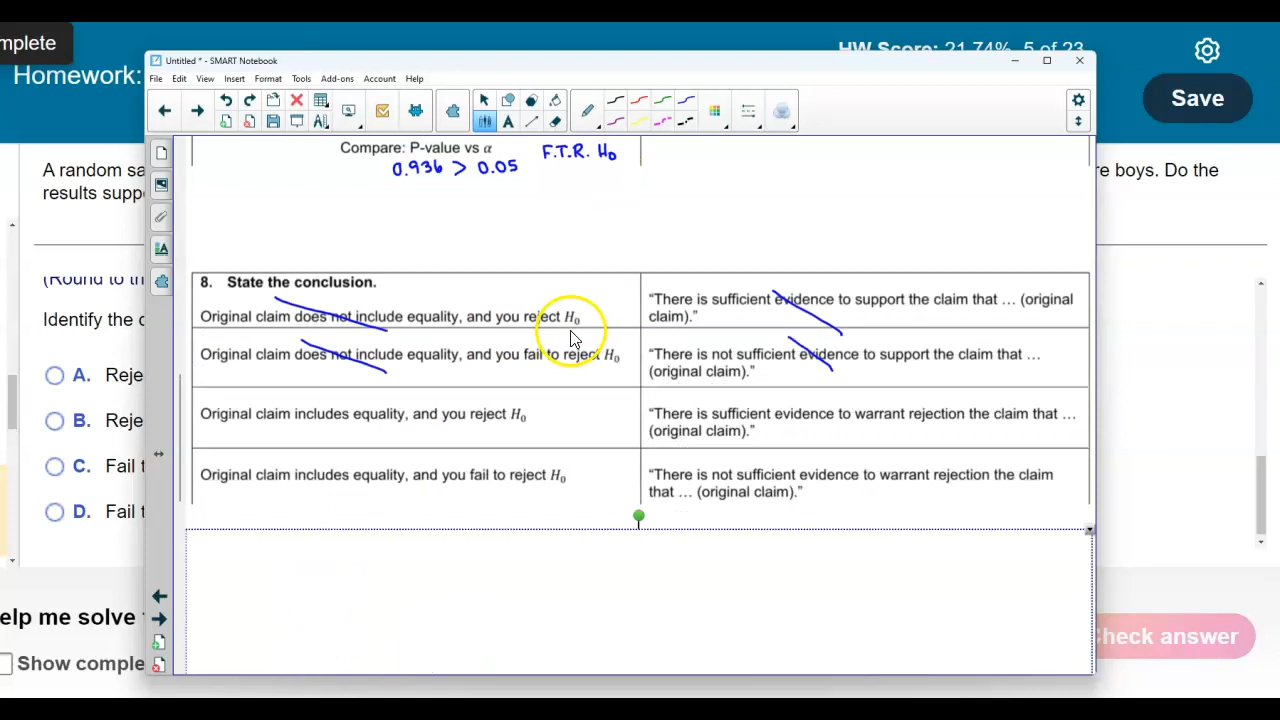 mplete
HW Score: 21.74%, 5 of 23
Homework:
Save
Untitled * - SMART Notebook
File Edit View Insert Format Tools Add-ons Account Help
A random sa
re boys. Do the
results supp
Compare: P-value vs α
F.T.R. H₀
0.936 > 0.05
(Round to th
Identify the c
A. Reje
B. Reje
C. Fail t
D. Fail t
8. State the conclusion.
Original claim does not include equality, and you reject H₀
"There is sufficient evidence to support the claim that … (original
claim)."
Original claim does not include equality, and you fail to reject H₀
"There is not sufficient evidence to support the claim that …
(original claim)."
Original claim includes equality, and you reject H₀
"There is sufficient evidence to warrant rejection the claim that …
(original claim)."
Original claim includes equality, and you fail to reject H₀
"There is not sufficient evidence to warrant rejection the claim
that … (original claim)."
elp me solve t
Show comple
Check answer